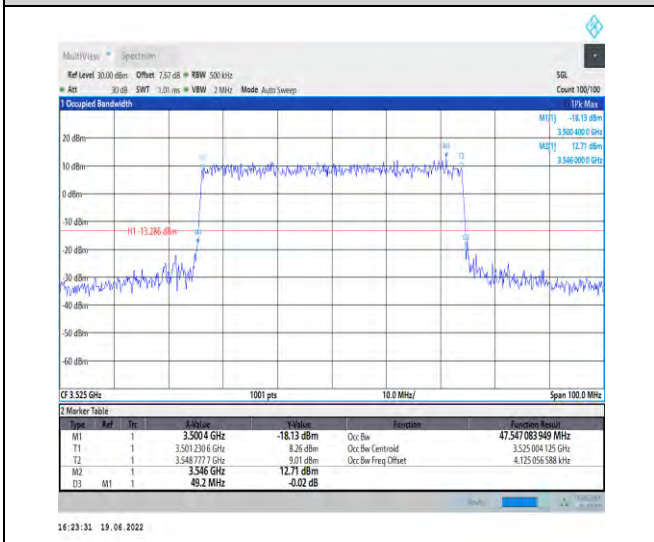 MultiView Spectrum
Ref Level 30.00 dBm Offset 7.67 dB RBW 500 kHz SGL
Att 30 dB SWT 1.01 ms VBW 2 MHz Mode Auto Sweep Count 100/100
1 Occupied Bandwidth 1Pk Max
M1[1] -18.13 dBm
3.500 400 0 GHz
M2[1] 12.71 dBm
3.546 000 0 GHz
20 dBm
10 dBm
0 dBm
-10 dBm
H1 -13.286 dBm
-20 dBm
-30 dBm
-40 dBm
-50 dBm
-60 dBm
CF 3.525 GHz 1001 pts 10.0 MHz/ Span 100.0 MHz
2 Marker Table
Type Ref Trc X-Value Y-Value Function Function Result
M1 1 3.5004 GHz -18.13 dBm Occ Bw 47.547 083 949 MHz
T1 1 3.501 230 6 GHz 8.26 dBm Occ Bw Centroid 3.525 004 125 GHz
T2 1 3.548 777 7 GHz 9.01 dBm Occ Bw Freq Offset 4.125 056 588 kHz
M2 1 3.546 GHz 12.71 dBm
D3 M1 1 49.2 MHz -0.02 dB
16:23:31 19.06.2022